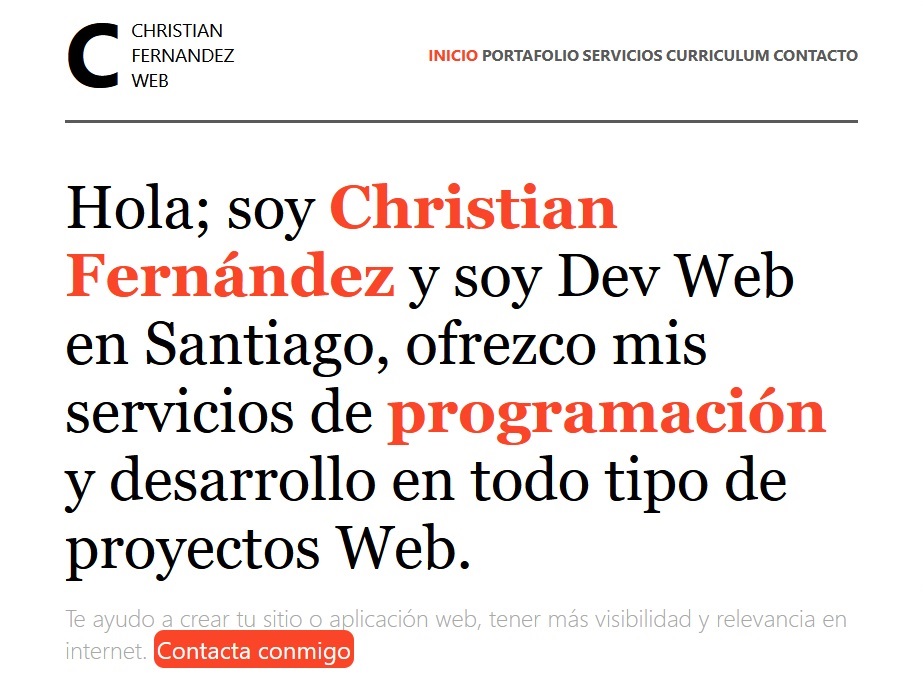 C
CHRISTIAN
FERNANDEZ
WEB
INICIO PORTAFOLIO SERVICIOS CURRICULUM CONTACTO
Hola; soy Christian
Fernández y soy Dev Web
en Santiago, ofrezco mis
servicios de programación
y desarrollo en todo tipo de
proyectos Web.
Te ayudo a crear tu sitio o aplicación web, tener más visibilidad y relevancia en
internet. Contacta conmigo